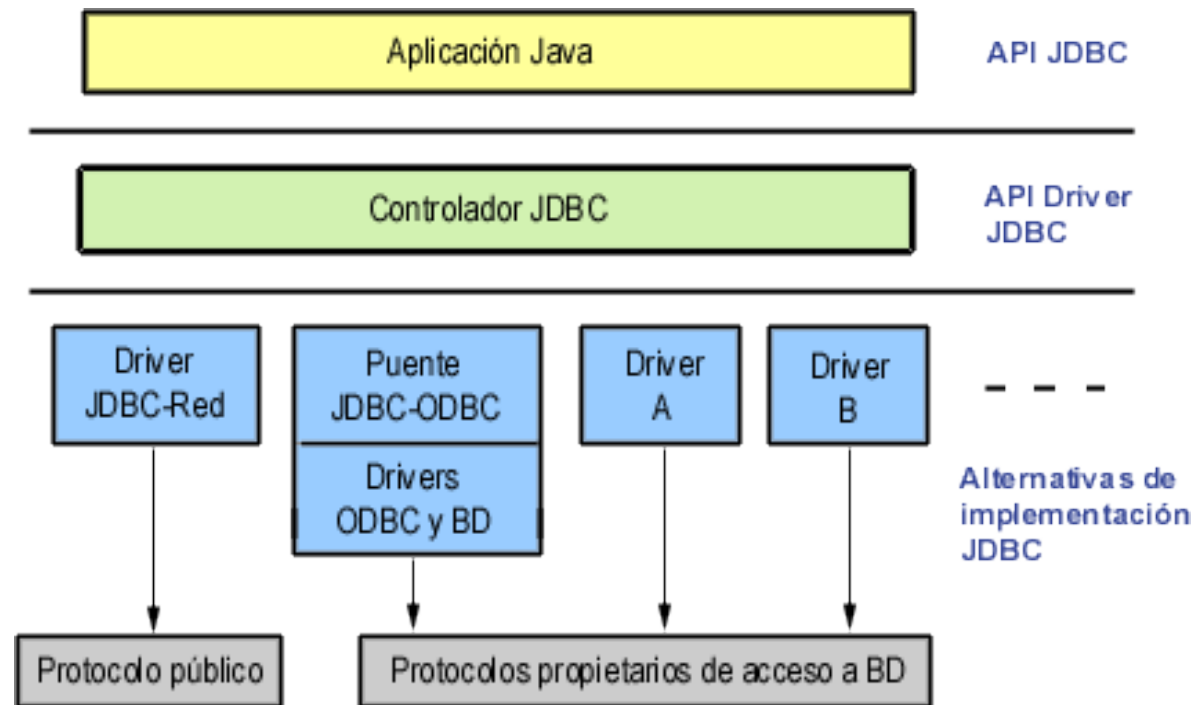 Aplicación Java
API JDBC
Controlador JDBC
API Driver
JDBC
Driver
JDBC-Red
Puente
JDBC-ODBC
Drivers
ODBC y BD
Driver
A
Driver
B
Alternativas de
implementación
JDBC
Protocolo público
Protocolos propietarios de acceso a BD